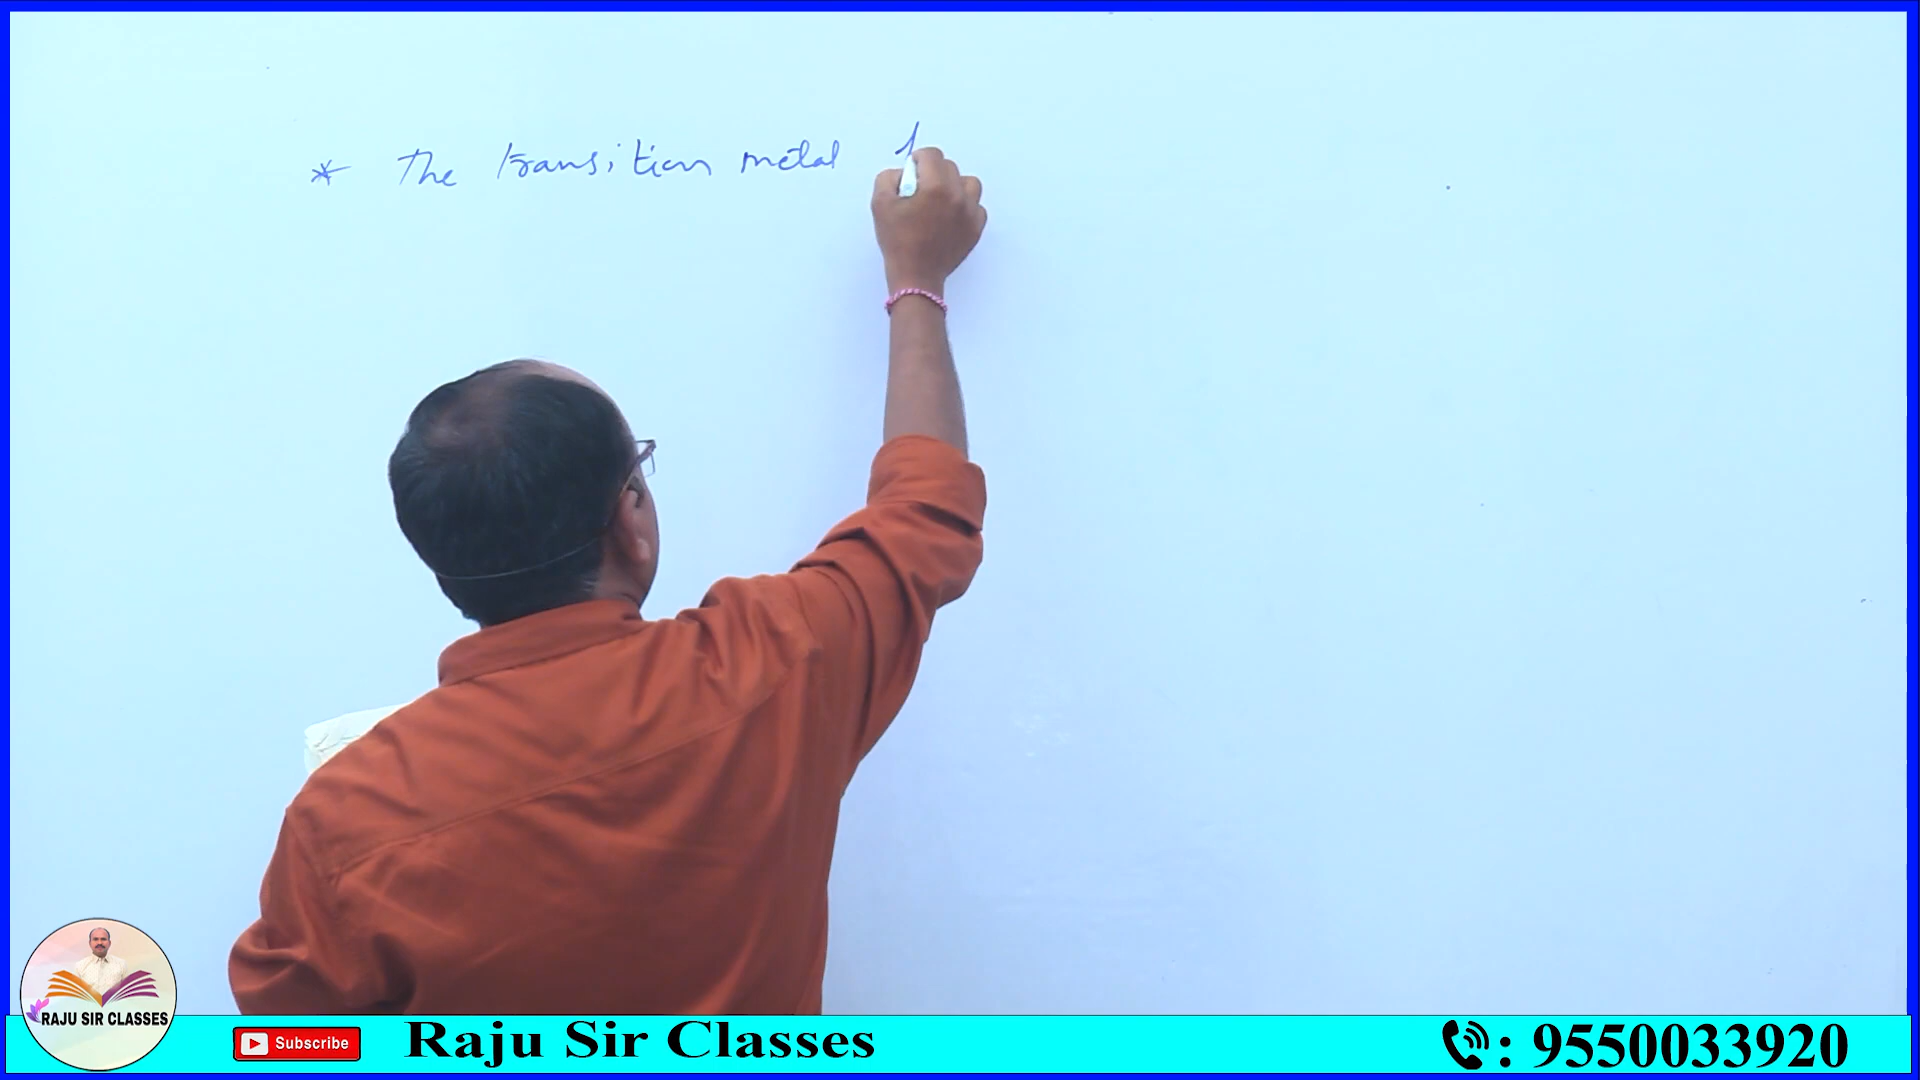 * The transition metal
RAJU SIR CLASSES
Subscribe
Raju Sir Classes
: 9550033920